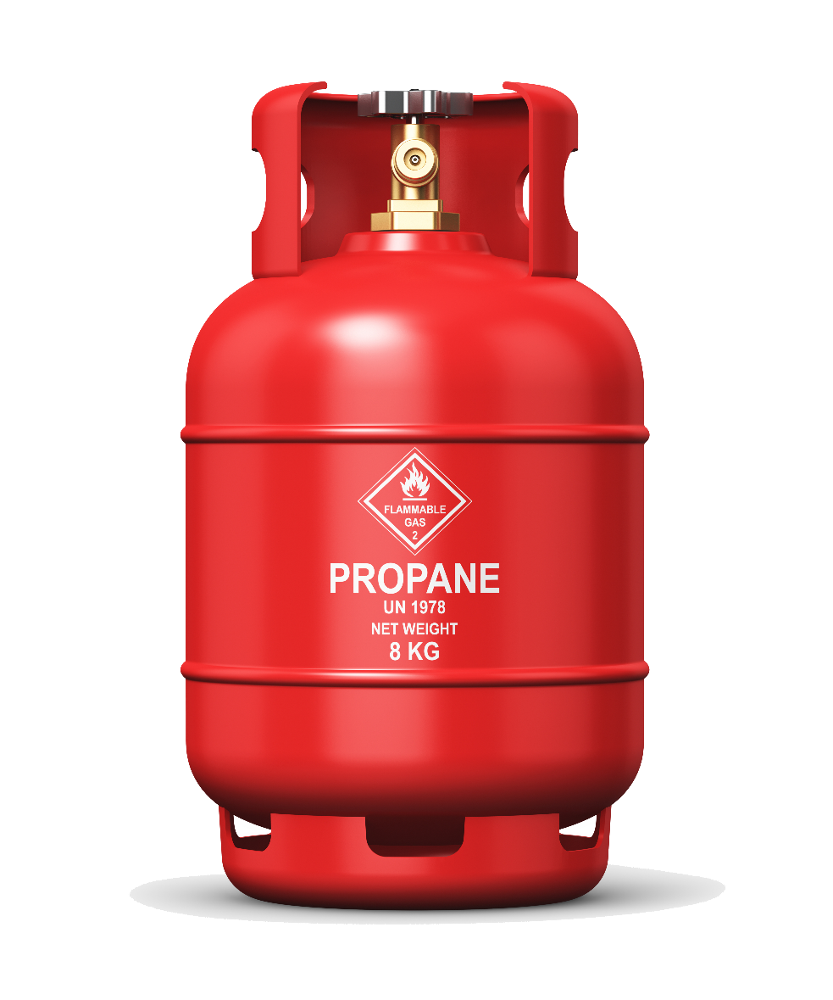 FLAMMABLE
GAS
2
PROPANE
UN 1978
NET WEIGHT
8 KG